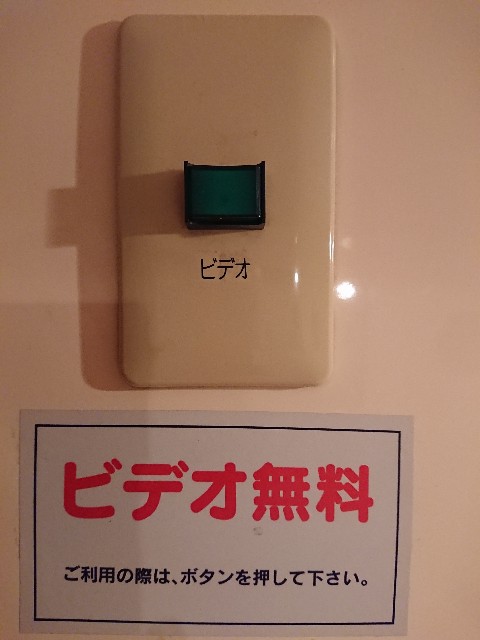 ビデオ
ビデオ無料
ご利用の際は、ボタンを押して下さい。